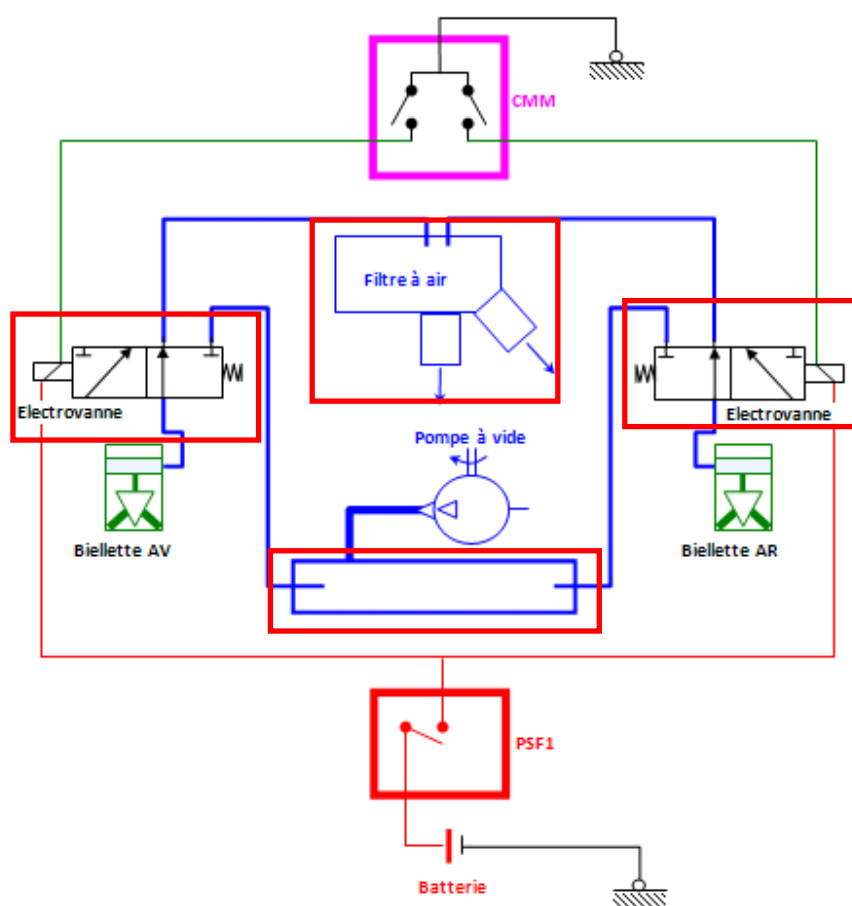 CMM
Filtre à air
Electrovanne
Electrovanne
Pompe à vide
Biellette AV
Biellette AR
PSF1
Batterie